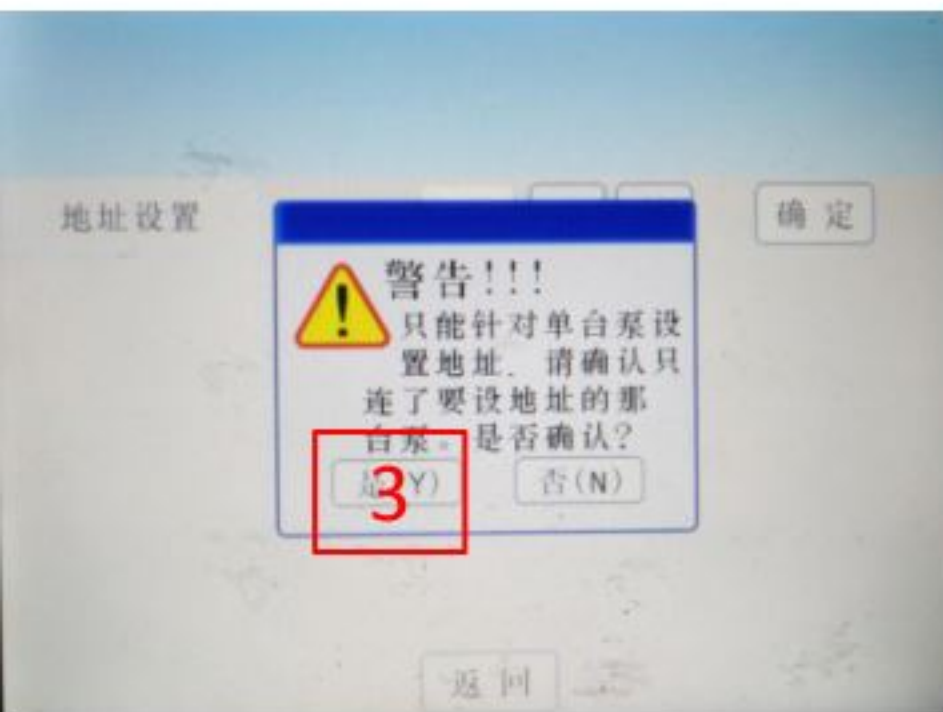 地址设置
确定
警告!!!
只能针对单台泵设
置地址. 请确认只
连了要设地址的那
台泵。是否确认?
是(Y)
3
否(N)
返回